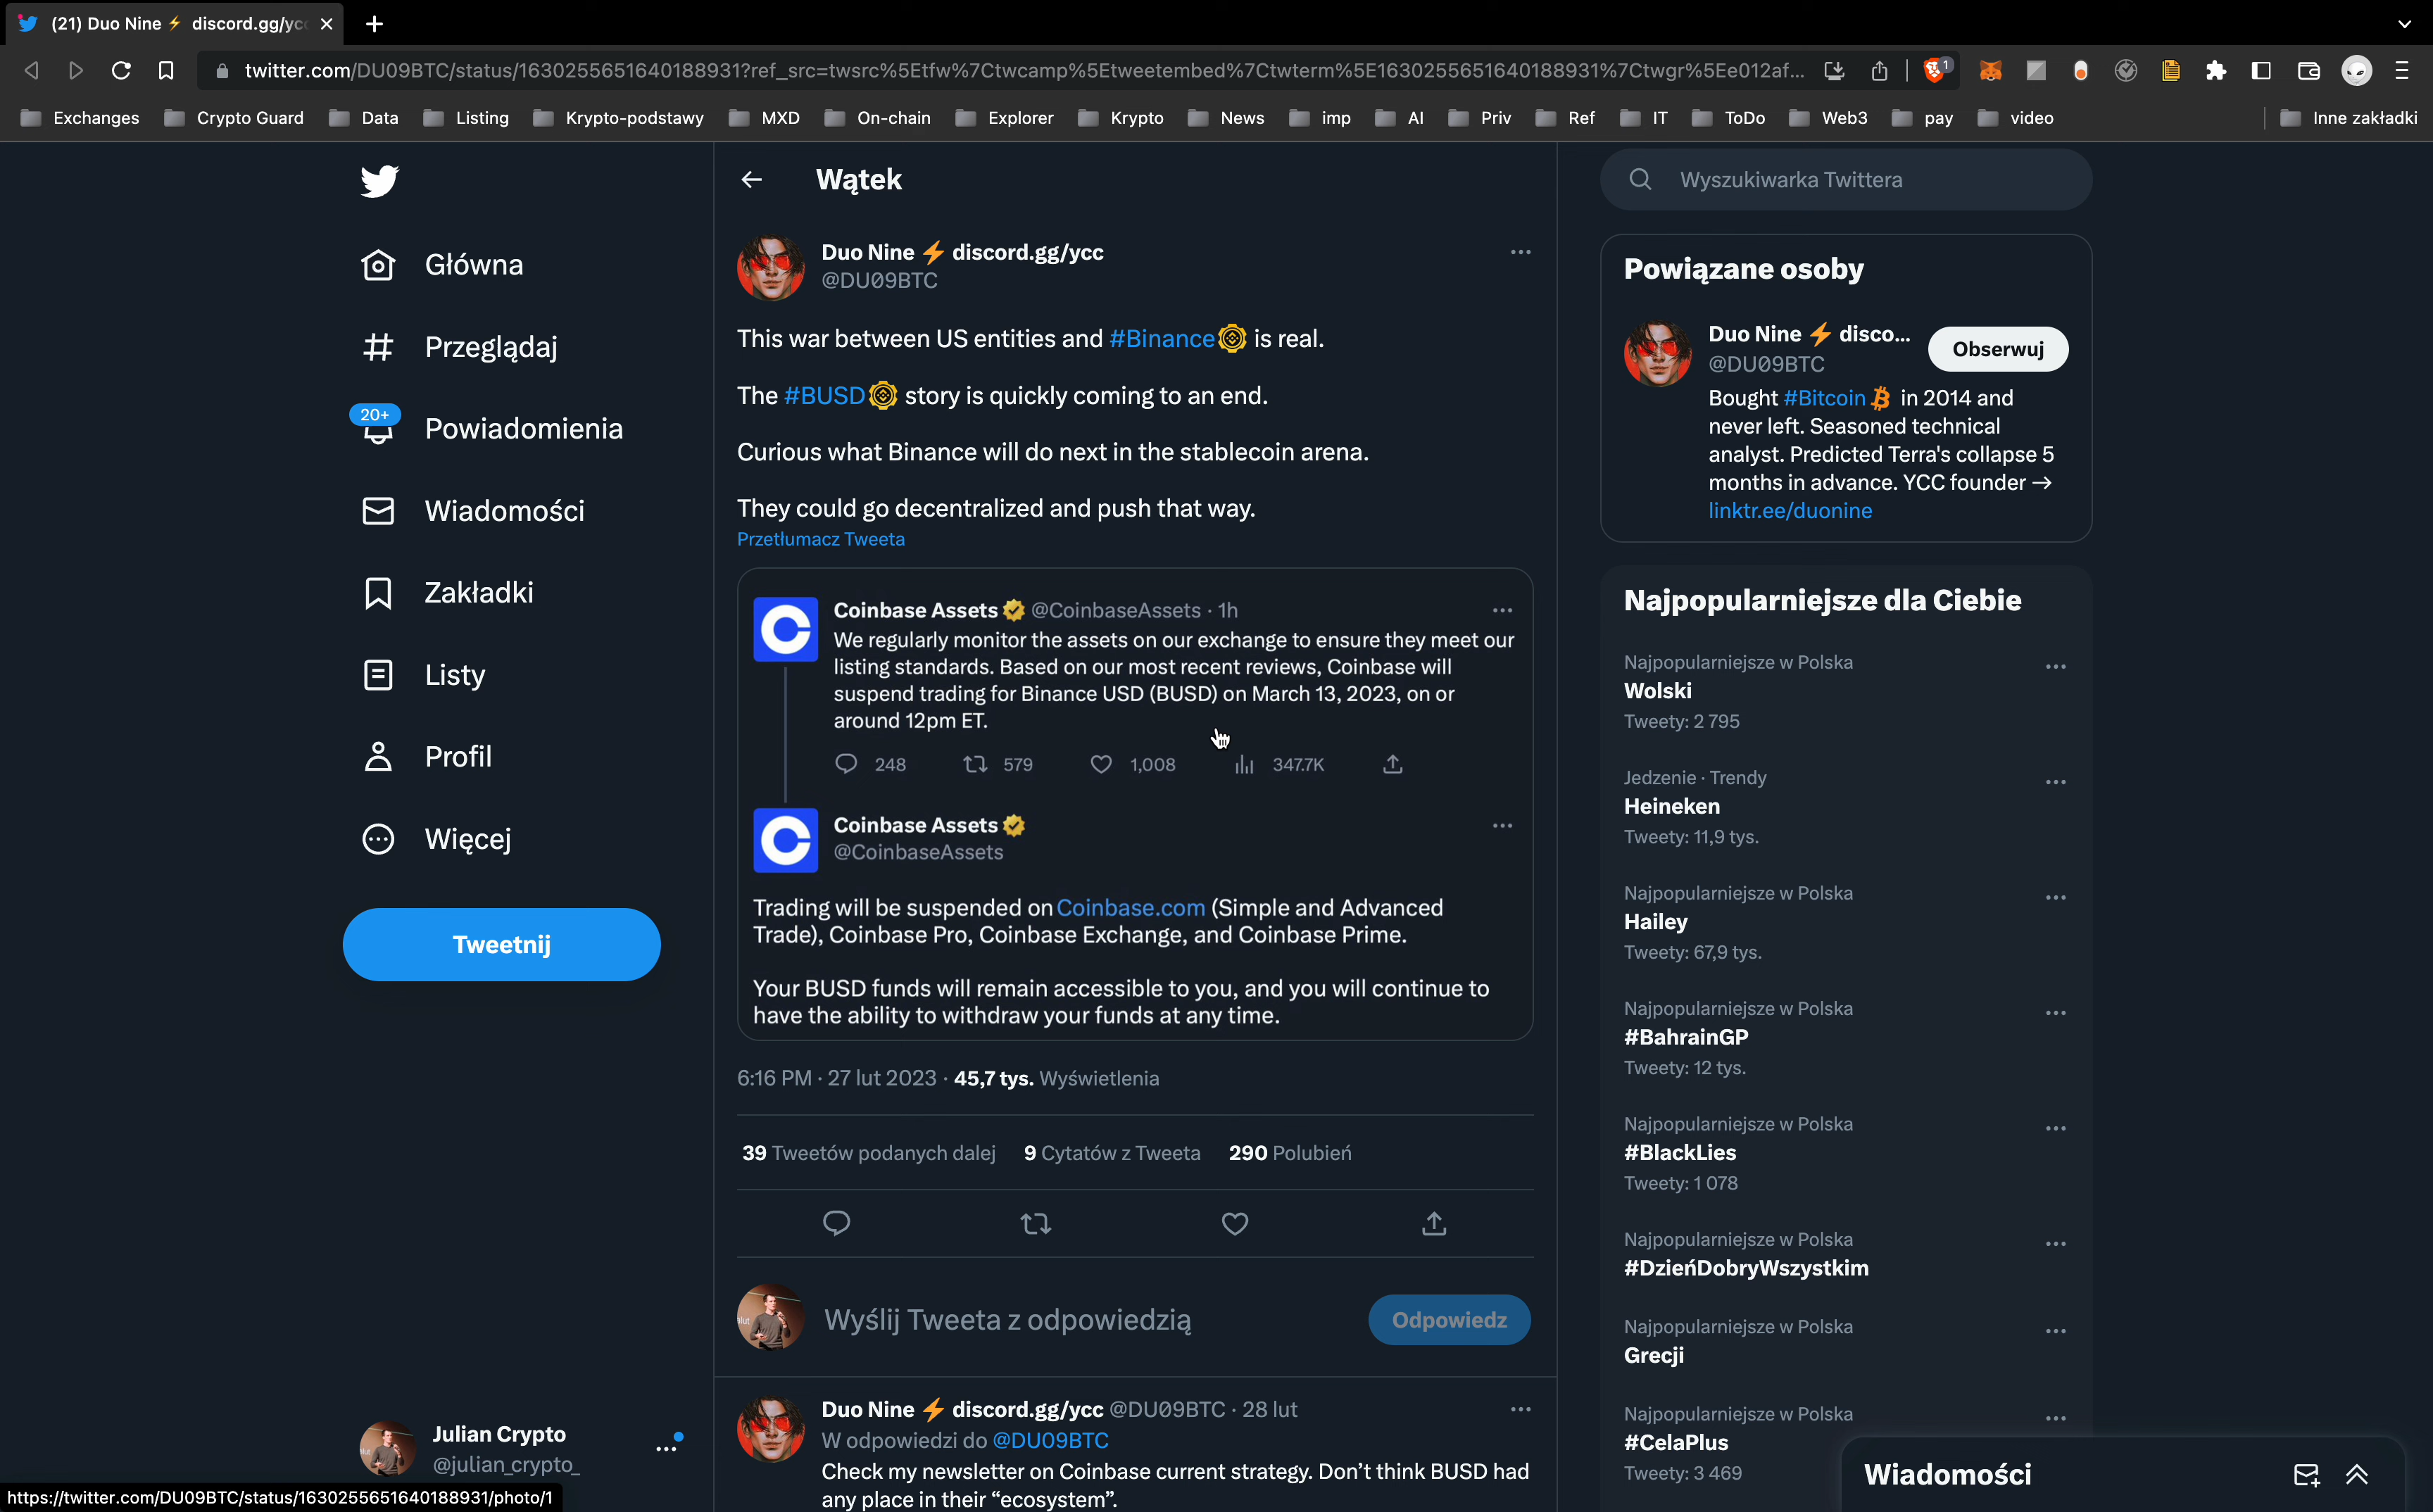 (21) Duo Nine⚡ discord.gg/yc
twitter.com/DU09BTC/status/1630255651640188931?ref_src=twsrc%5Etfw%7Ctwcamp%5Etweetembed%7Ctwterm%5E1630255651640188931%7Ctwgr%5Ee012af...
1
Exchanges
Crypto Guard
Data
Listing
Krypto-podstawy
MXD
On-chain
Explorer
Krypto
News
imp
AI
Priv
Ref
IT
ToDo
Web3
pay
video
Inne zakładki
Główna
Przeglądaj
20+
Powiadomienia
Wiadomości
Zakładki
Listy
Profil
Więcej
Tweetnij
Julian Crypto
@julian_crypto_
https://twitter.com/DU09BTC/status/1630255651640188931/photo/1
Wątek
Duo Nine ⚡ discord.gg/ycc
@DU09BTC
This war between US entities and #Binance is real.
The #BUSD story is quickly coming to an end.
Curious what Binance will do next in the stablecoin arena.
They could go decentralized and push that way.
Przetłumacz Tweeta
Coinbase Assets @CoinbaseAssets · 1h
We regularly monitor the assets on our exchange to ensure they meet our
listing standards. Based on our most recent reviews, Coinbase will
suspend trading for Binance USD (BUSD) on March 13, 2023, on or
around 12pm ET.
248 579 1,008 347.7K
Coinbase Assets
@CoinbaseAssets
Trading will be suspended on Coinbase.com (Simple and Advanced
Trade), Coinbase Pro, Coinbase Exchange, and Coinbase Prime.
Your BUSD funds will remain accessible to you, and you will continue to
have the ability to withdraw your funds at any time.
6:16 PM · 27 lut 2023 · 45,7 tys. Wyświetlenia
39 Tweetów podanych dalej 9 Cytatów z Tweeta 290 Polubień
Wyślij Tweeta z odpowiedzią
Odpowiedz
Duo Nine ⚡ discord.gg/ycc @DU09BTC · 28 lut
W odpowiedzi do @DU09BTC
Check my newsletter on Coinbase current strategy. Don't think BUSD had
any place in their "ecosystem".
Wyszukiwarka Twittera
Powiązane osoby
Duo Nine ⚡ disco...
@DU09BTC
Obserwuj
Bought #Bitcoin in 2014 and
never left. Seasoned technical
analyst. Predicted Terra's collapse 5
months in advance. YCC founder →
linktr.ee/duonine
Najpopularniejsze dla Ciebie
Najpopularniejsze w Polska
Wolski
Tweety: 2 795
Jedzenie · Trendy
Heineken
Tweety: 11,9 tys.
Najpopularniejsze w Polska
Hailey
Tweety: 67,9 tys.
Najpopularniejsze w Polska
#BahrainGP
Tweety: 12 tys.
Najpopularniejsze w Polska
#BlackLies
Tweety: 1 078
Najpopularniejsze w Polska
#DzieńDobryWszystkim
Najpopularniejsze w Polska
Grecji
Najpopularniejsze w Polska
#CelaPlus
Tweety: 3 469
Wiadomości